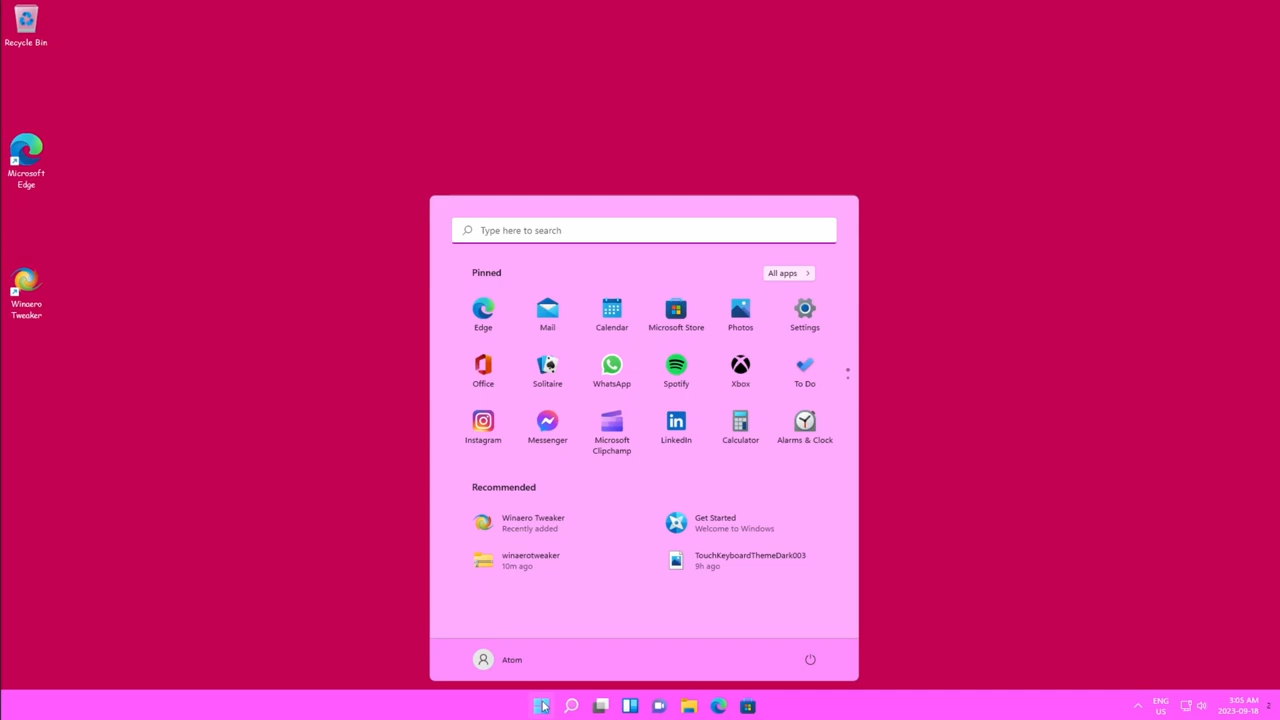 Recycle Bin
Microsoft
Edge
Winaero
Tweaker
Type here to search
Pinned
All apps
Edge
Mail
Calendar
Microsoft Store
Photos
Settings
Office
Solitaire
WhatsApp
Spotify
Xbox
To Do
Instagram
Messenger
Microsoft
Clipchamp
LinkedIn
Calculator
Alarms & Clock
Recommended
Winaero Tweaker
Recently added
Get Started
Welcome to Windows
winaerotweaker
10m ago
TouchKeyboardThemeDark003
9h ago
Atom
ENG
US
3:05 AM
2023-09-18
2